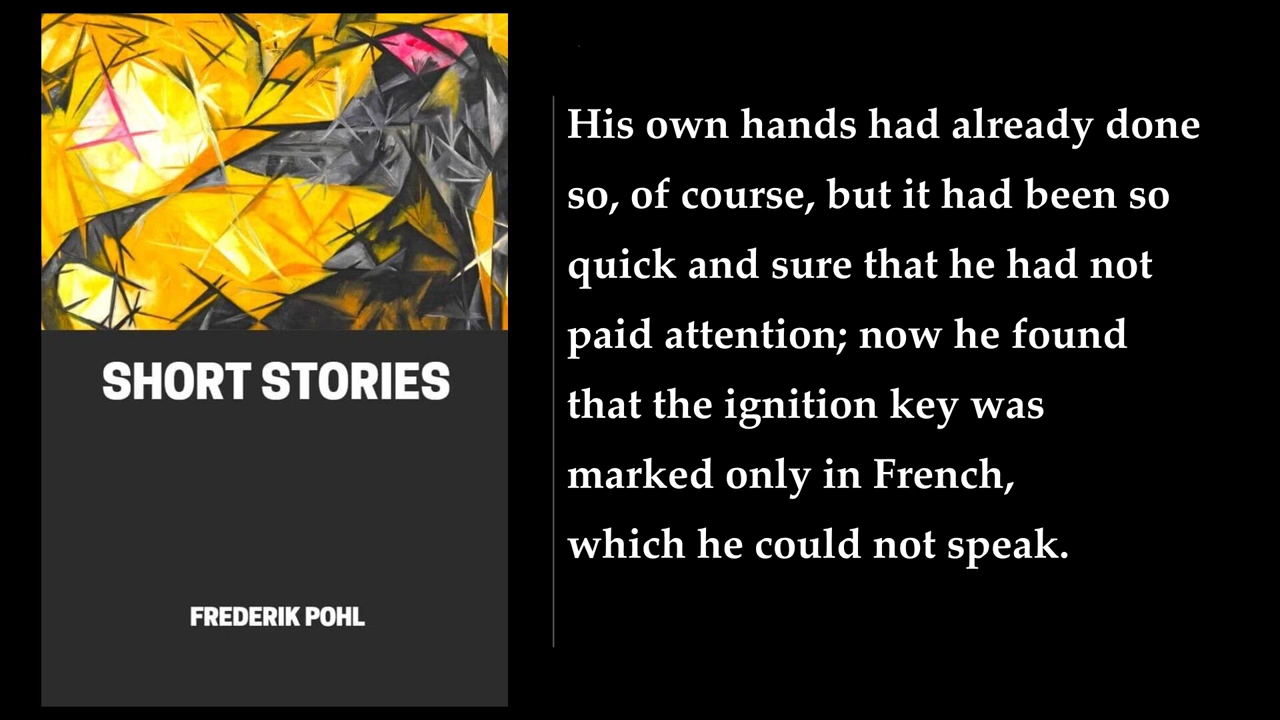 SHORT STORIES
FREDERIK POHL
His own hands had already done
so, of course, but it had been so
quick and sure that he had not
paid attention; now he found
that the ignition key was
marked only in French,
which he could not speak.